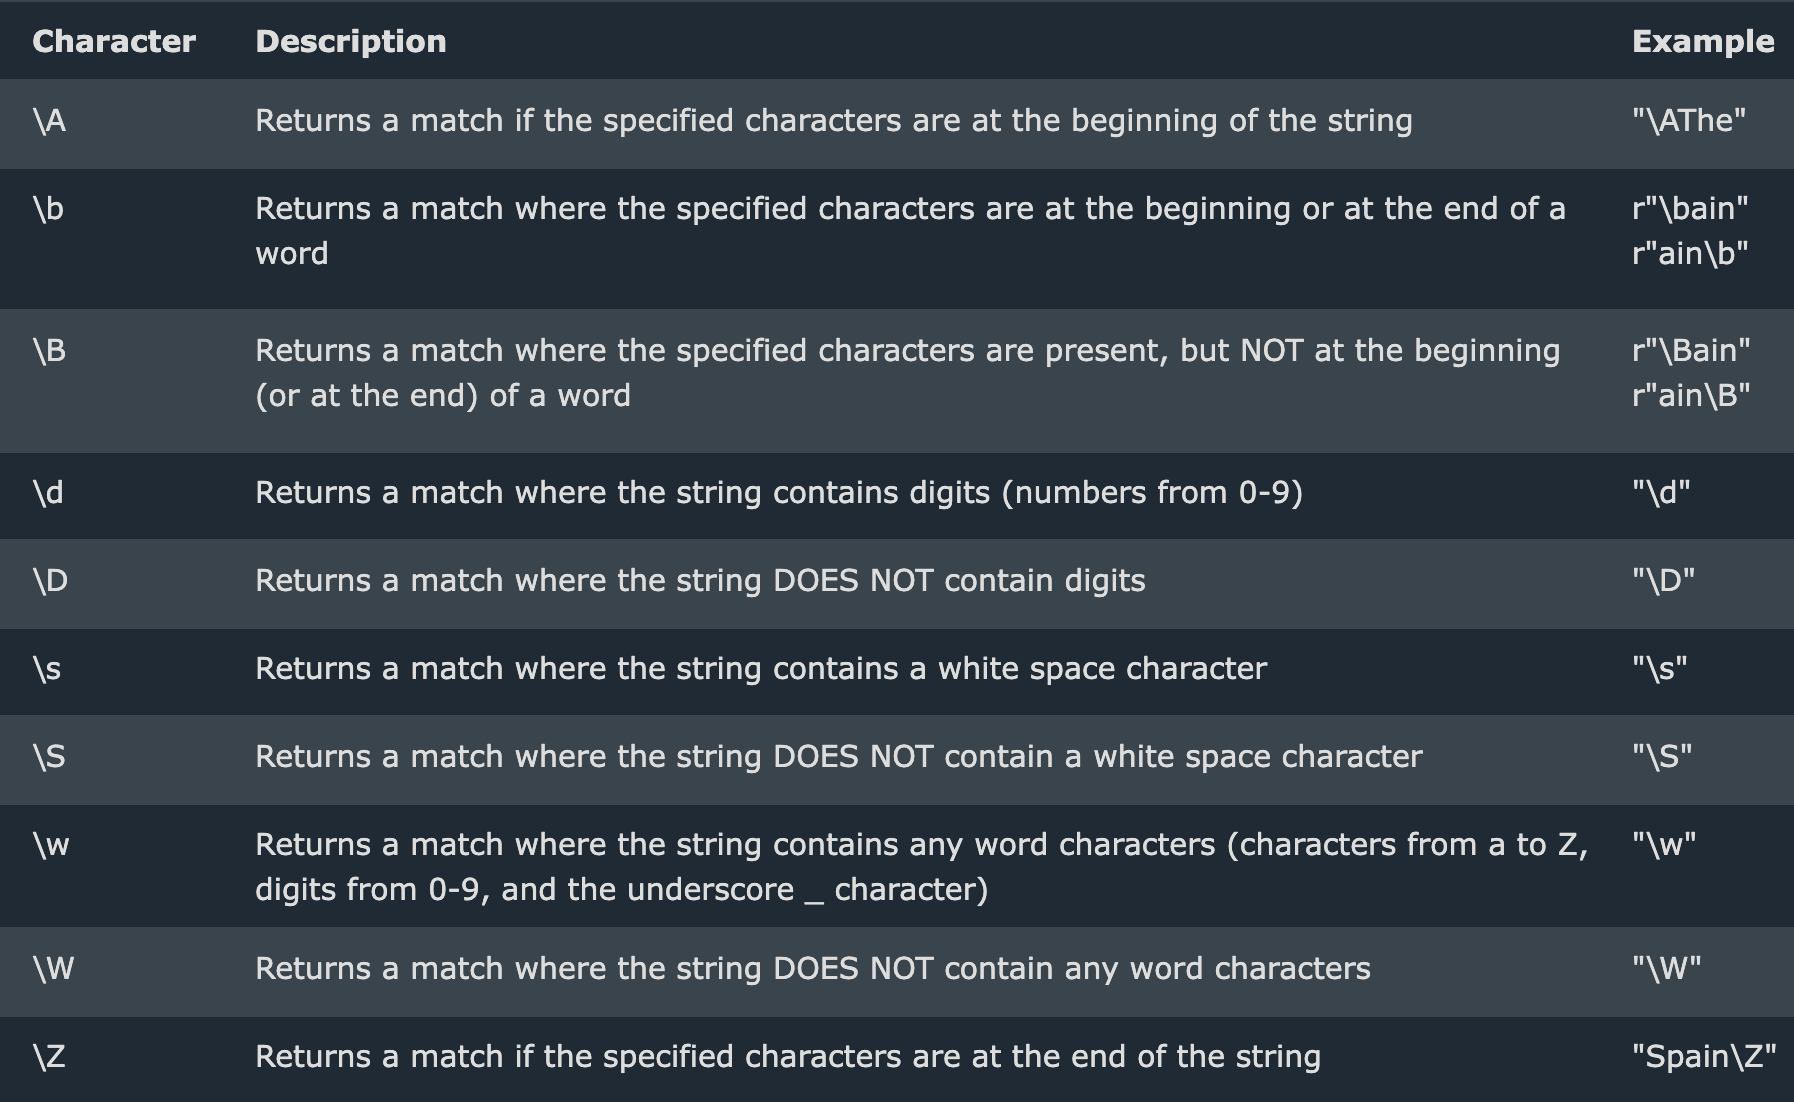 Character Description Example
\A Returns a match if the specified characters are at the beginning of the string "\AThe"
\b Returns a match where the specified characters are at the beginning or at the end of a r"\bain"
word r"ain\b"
\B Returns a match where the specified characters are present, but NOT at the beginning r"\Bain"
(or at the end) of a word r"ain\B"
\d Returns a match where the string contains digits (numbers from 0-9) "\d"
\D Returns a match where the string DOES NOT contain digits "\D"
\s Returns a match where the string contains a white space character "\s"
\S Returns a match where the string DOES NOT contain a white space character "\S"
\w Returns a match where the string contains any word characters (characters from a to Z, "\w"
digits from 0-9, and the underscore _ character)
\W Returns a match where the string DOES NOT contain any word characters "\W"
\Z Returns a match if the specified characters are at the end of the string "Spain\Z"